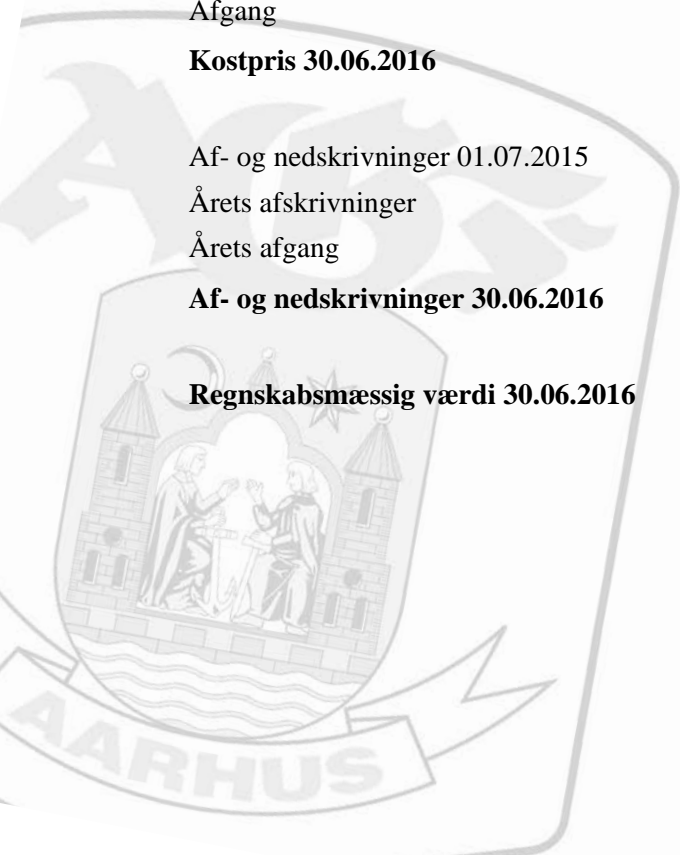 Afgang
Kostpris 30.06.2016
Af- og nedskrivninger 01.07.2015
Årets afskrivninger
Årets afgang
Af- og nedskrivninger 30.06.2016
Regnskabsmæssig værdi 30.06.2016
AGF
AARHUS